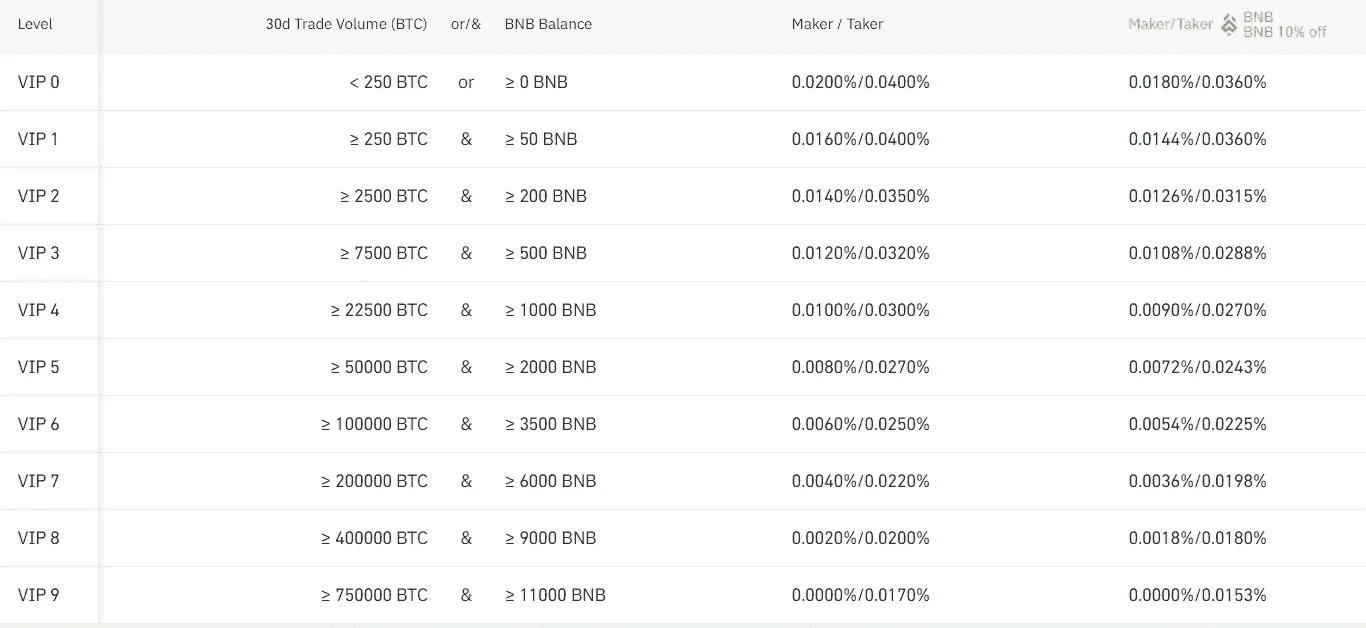 Level 30d Trade Volume (BTC) or/& BNB Balance Maker / Taker Maker/Taker BNB
BNB 10% off
VIP 0 < 250 BTC or ≥ 0 BNB 0.0200%/0.0400% 0.0180%/0.0360%
VIP 1 ≥ 250 BTC & ≥ 50 BNB 0.0160%/0.0400% 0.0144%/0.0360%
VIP 2 ≥ 2500 BTC & ≥ 200 BNB 0.0140%/0.0350% 0.0126%/0.0315%
VIP 3 ≥ 7500 BTC & ≥ 500 BNB 0.0120%/0.0320% 0.0108%/0.0288%
VIP 4 ≥ 22500 BTC & ≥ 1000 BNB 0.0100%/0.0300% 0.0090%/0.0270%
VIP 5 ≥ 50000 BTC & ≥ 2000 BNB 0.0080%/0.0270% 0.0072%/0.0243%
VIP 6 ≥ 100000 BTC & ≥ 3500 BNB 0.0060%/0.0250% 0.0054%/0.0225%
VIP 7 ≥ 200000 BTC & ≥ 6000 BNB 0.0040%/0.0220% 0.0036%/0.0198%
VIP 8 ≥ 400000 BTC & ≥ 9000 BNB 0.0020%/0.0200% 0.0018%/0.0180%
VIP 9 ≥ 750000 BTC & ≥ 11000 BNB 0.0000%/0.0170% 0.0000%/0.0153%